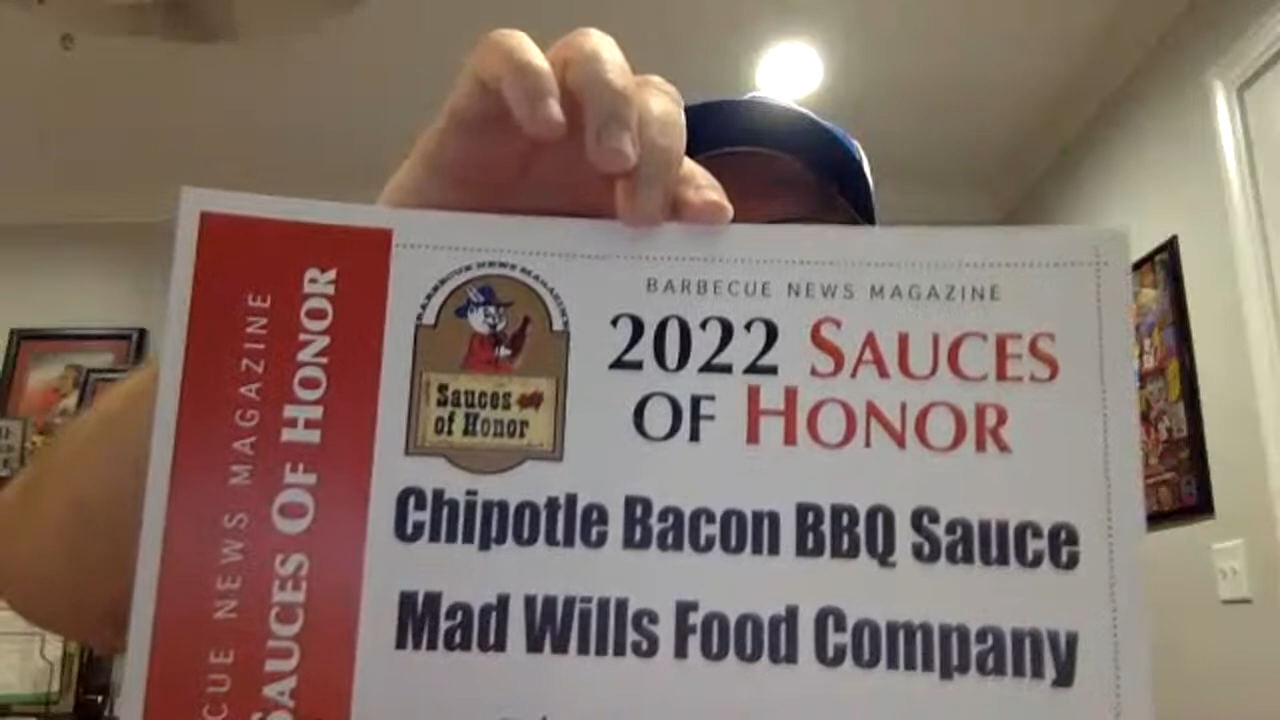 CUE NEWS MAGAZINE
SAUCES OF HONOR
BARBECUE NEWS MAGAZINE
Sauces
of Honor
BARBECUE NEWS MAGAZINE
2022 SAUCES
OF HONOR
Chipotle Bacon BBQ Sauce
Mad Wills Food Company